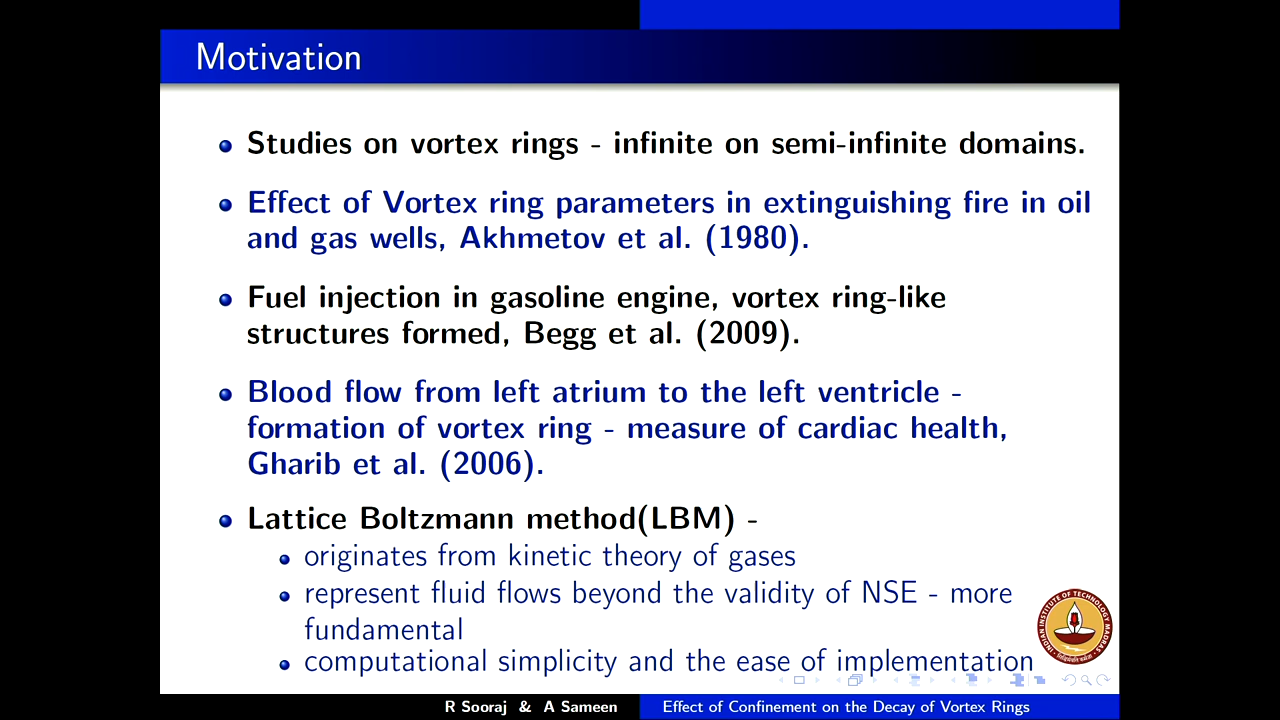 Motivation
Studies on vortex rings - infinite on semi-infinite domains.
Effect of Vortex ring parameters in extinguishing fire in oil
and gas wells, Akhmetov et al. (1980).
Fuel injection in gasoline engine, vortex ring-like
structures formed, Begg et al. (2009).
Blood flow from left atrium to the left ventricle -
formation of vortex ring - measure of cardiac health,
Gharib et al. (2006).
Lattice Boltzmann method(LBM) -
originates from kinetic theory of gases
represent fluid flows beyond the validity of NSE - more
fundamental
computational simplicity and the ease of implementation
INDIAN INSTITUTE OF TECHNOLOGY MADRAS
R Sooraj & A Sameen
Effect of Confinement on the Decay of Vortex Rings